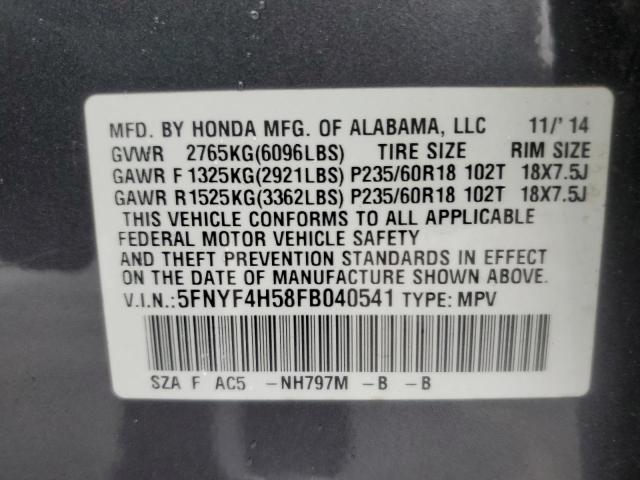 MFD. BY HONDA MFG. OF ALABAMA, LLC 11/' 14
GVWR 2765KG(6096LBS) TIRE SIZE RIM SIZE
GAWR F 1325KG(2921LBS) P235/60R18 102T 18X7.5J
GAWR R 1525KG(3362LBS) P235/60R18 102T 18X7.5J
THIS VEHICLE CONFORMS TO ALL APPLICABLE
FEDERAL MOTOR VEHICLE SAFETY
AND THEFT PREVENTION STANDARDS IN EFFECT
ON THE DATE OF MANUFACTURE SHOWN ABOVE.
V.I.N.:5FNYF4H58FB040541 TYPE: MPV
SZA F AC5 -NH797M -B -B